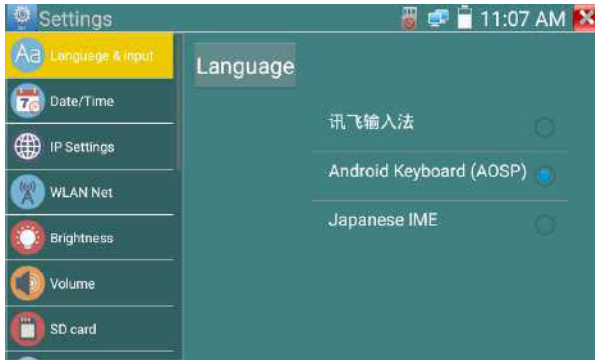 Settings
11:07 AM
Language & input
Date/Time
IP Settings
WLAN Net
Brightness
Volume
SD card
Language
讯飞输入法
Android Keyboard (AOSP)
Japanese IME